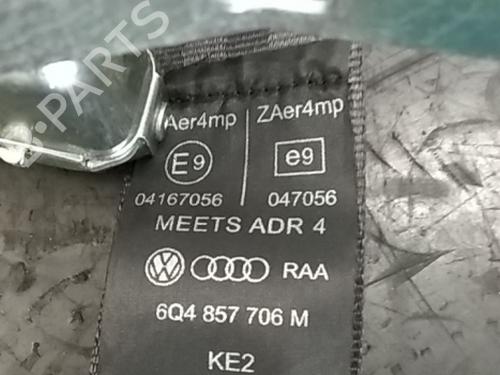 Aer4mp ZAer4mp
E9 e9
04167056 047056
MEETS ADR 4
RAA
6Q4 857 706 M
KE2
B-PARTS